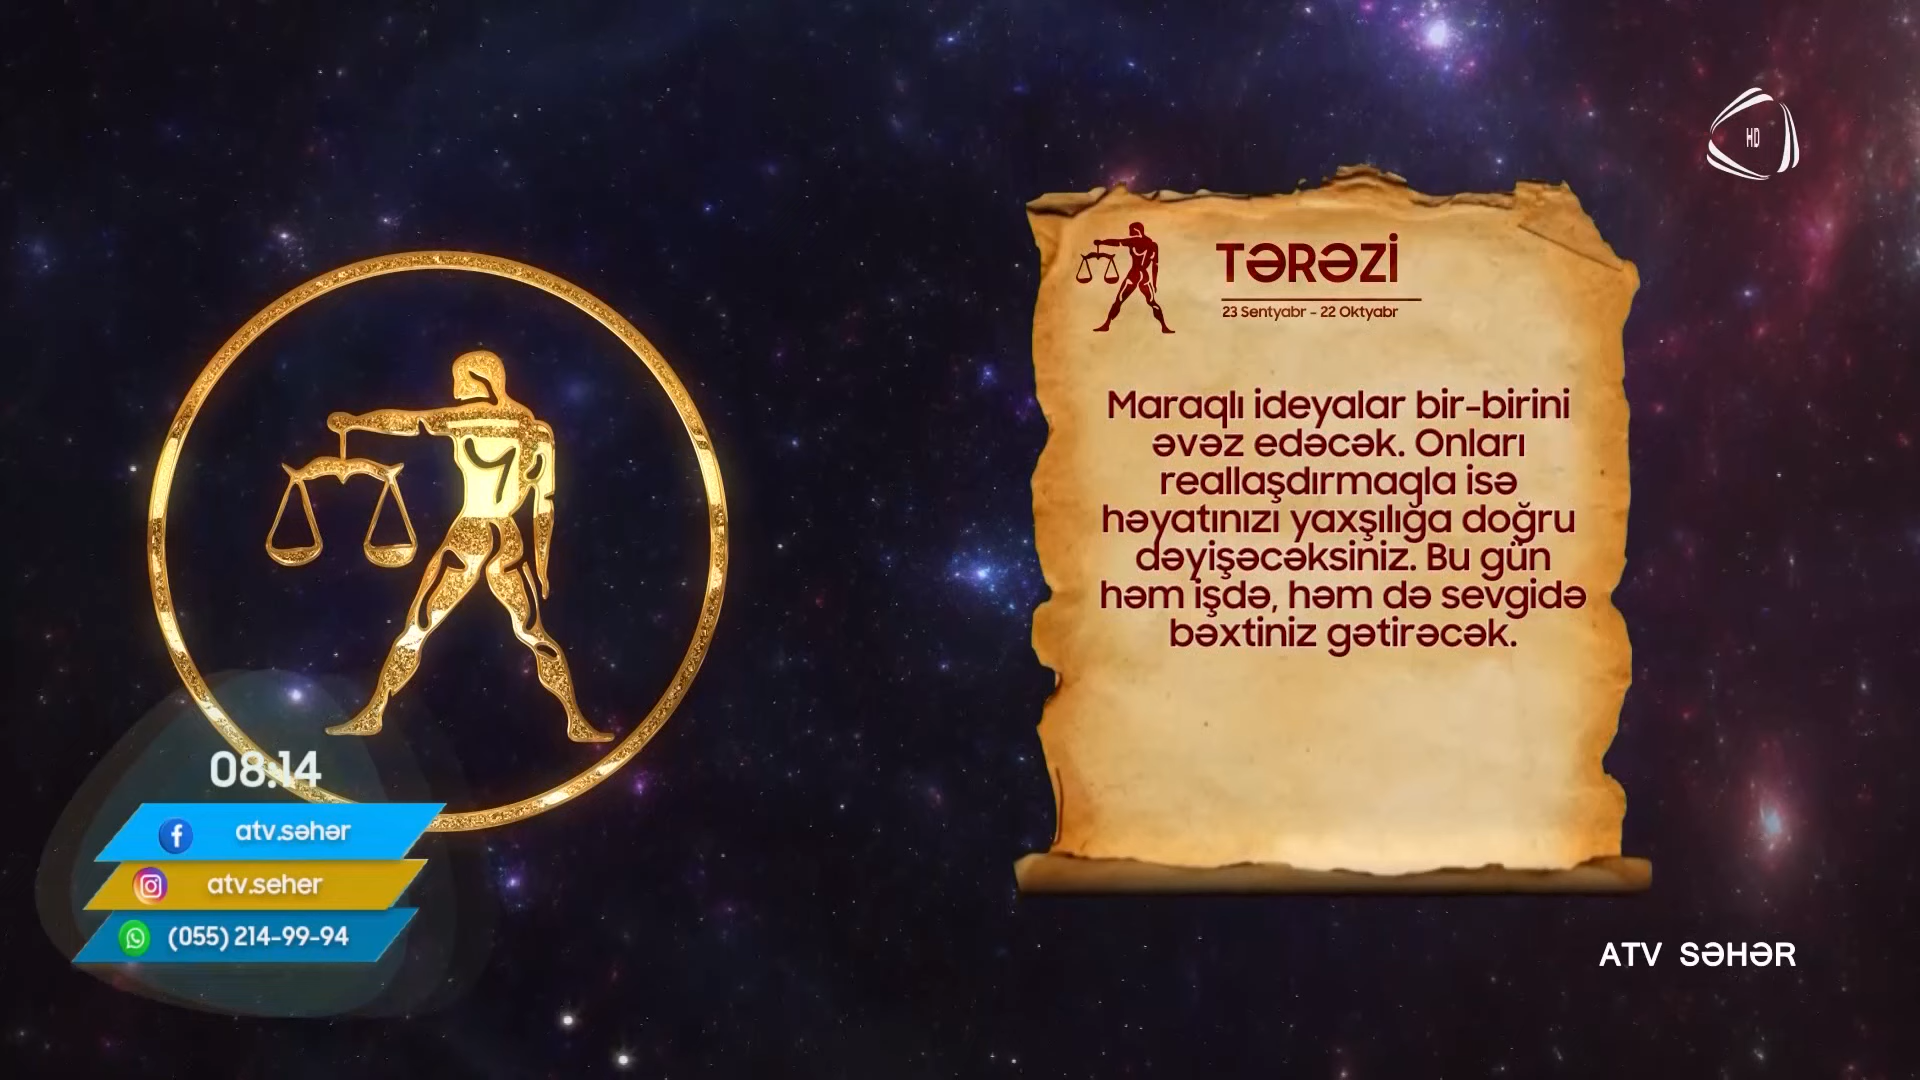 HD
TƏRƏZİ
23 Sentyabr - 22 Oktyabr
Maraqlı ideyalar bir-birini
əvəz edəcək. Onları
reallaşdırmaqla isə
həyatınızı yaxşılığa doğru
dəyişəcəksiniz. Bu gün
həm işdə, həm də sevgidə
bəxtiniz gətirəcək.
08:14
atv.səhər
atv.seher
(055) 214-99-94
ATV SƏHƏR